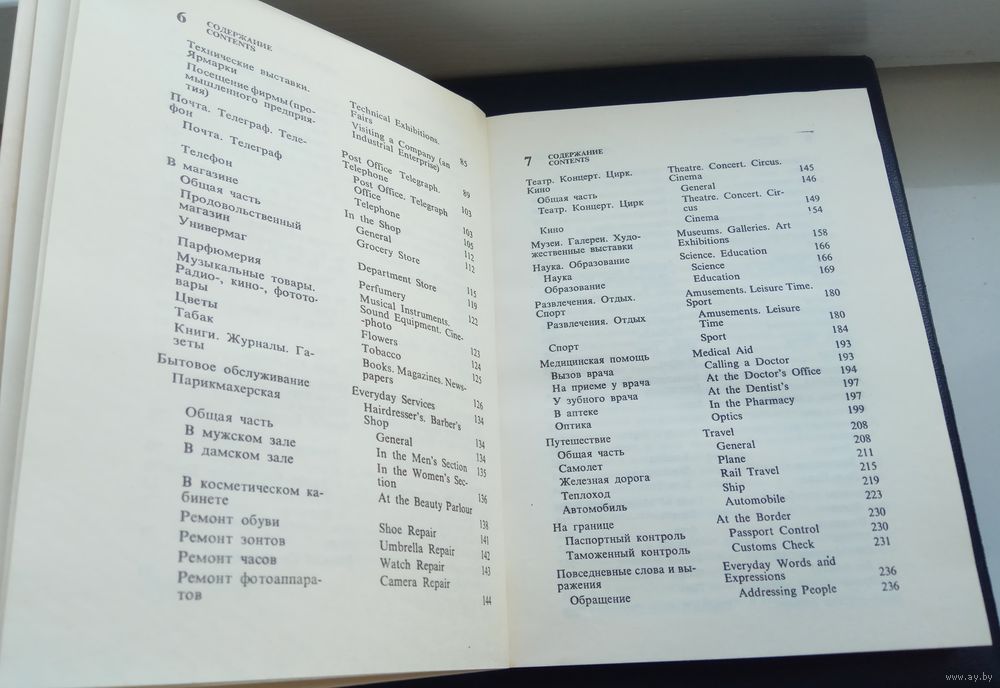 6
СОДЕРЖАНИЕ
CONTENTS
Технические выставки.
Ярмарки
Посещение фирмы (про-
мышленного предприя-
тия)
Почта. Телеграф. Теле-
фон
Почта. Телеграф
Телефон
В магазине
Общая часть
Продовольственный
магазин
Универмаг
Парфюмерия
Музыкальные товары.
Радио-, кино-, фотото-
вары
Цветы
Табак
Книги. Журналы. Га-
зеты
Бытовое обслуживание
Парикмахерская
Общая часть
В мужском зале
В дамском зале
В косметическом ка-
бинете
Ремонт обуви
Ремонт зонтов
Ремонт часов
Ремонт фотоаппара-
тов
Technical Exhibitions.
Fairs
Visiting a Company (an
Industrial Enterprise)
Post Office Telegraph.
Telephone
Post Office. Telegraph
Office
Telephone
In the Shop
General
Grocery Store
Department Store
Perfumery
Musical Instruments.
Sound Equipment. Cine-
-photo
Flowers
Tobacco
Books. Magazines. News-
papers
Everyday Services
Hairdresser's. Barber's
Shop
General
In the Men's Section
In the Women's Sec-
tion
At the Beauty Parlour
Shoe Repair
Umbrella Repair
Watch Repair
Camera Repair
85
89
103
103
105
112
112
115
119
122
123
124
125
126
134
134
134
135
136
138
141
142
143
144
7
СОДЕРЖАНИЕ
CONTENTS
Театр. Концерт. Цирк.
Кино
Общая часть
Театр. Концерт. Цирк
Кино
Музеи. Галереи. Худо-
жественные выставки
Наука. Образование
Наука
Образование
Развлечения. Отдых.
Спорт
Развлечения. Отдых
Спорт
Медицинская помощь
Вызов врача
На приеме у врача
У зубного врача
В аптеке
Оптика
Путешествие
Общая часть
Самолет
Железная дорога
Теплоход
Автомобиль
На границе
Паспортный контроль
Таможенный контроль
Повседневные слова и вы-
ражения
Обращение
Theatre. Concert. Circus.
Cinema
General
Theatre. Concert. Cir-
cus
Cinema
Museums. Galleries. Art
Exhibitions
Science. Education
Science
Education
Amusements. Leisure Time.
Sport
Amusements. Leisure
Time
Sport
Medical Aid
Calling a Doctor
At the Doctor's Office
At the Dentist's
In the Pharmacy
Optics
Travel
General
Plane
Rail Travel
Ship
Automobile
At the Border
Passport Control
Customs Check
Everyday Words and
Expressions
Addressing People
145
146
149
154
158
166
166
169
180
180
184
193
193
194
197
197
199
208
208
211
215
219
223
230
230
231
236
236
www.ay.by